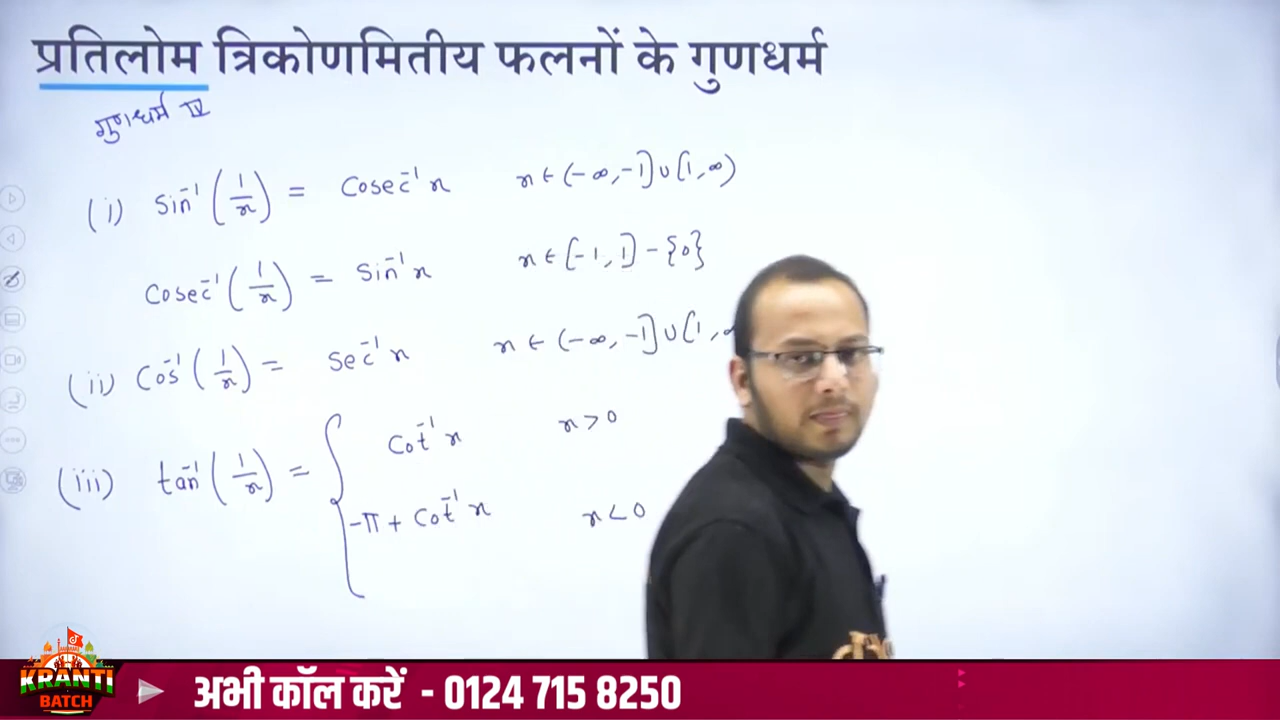 प्रतिलोम त्रिकोणमितीय फलनों के गुणधर्म
गुणधर्म IV
(i) Sin⁻¹(1/x) = Cosec⁻¹x x ∈ (-∞, -1] ∪ [1, ∞)
Cosec⁻¹(1/x) = Sin⁻¹x x ∈ [-1, 1] - {0}
(ii) Cos⁻¹(1/x) = Sec⁻¹x x ∈ (-∞, -1] ∪ [1, ∞
(iii) tan⁻¹(1/x) = { Cot⁻¹x x > 0
-π + Cot⁻¹x x < 0
KRANTI
BATCH
अभी कॉल करें - 0124 715 8250